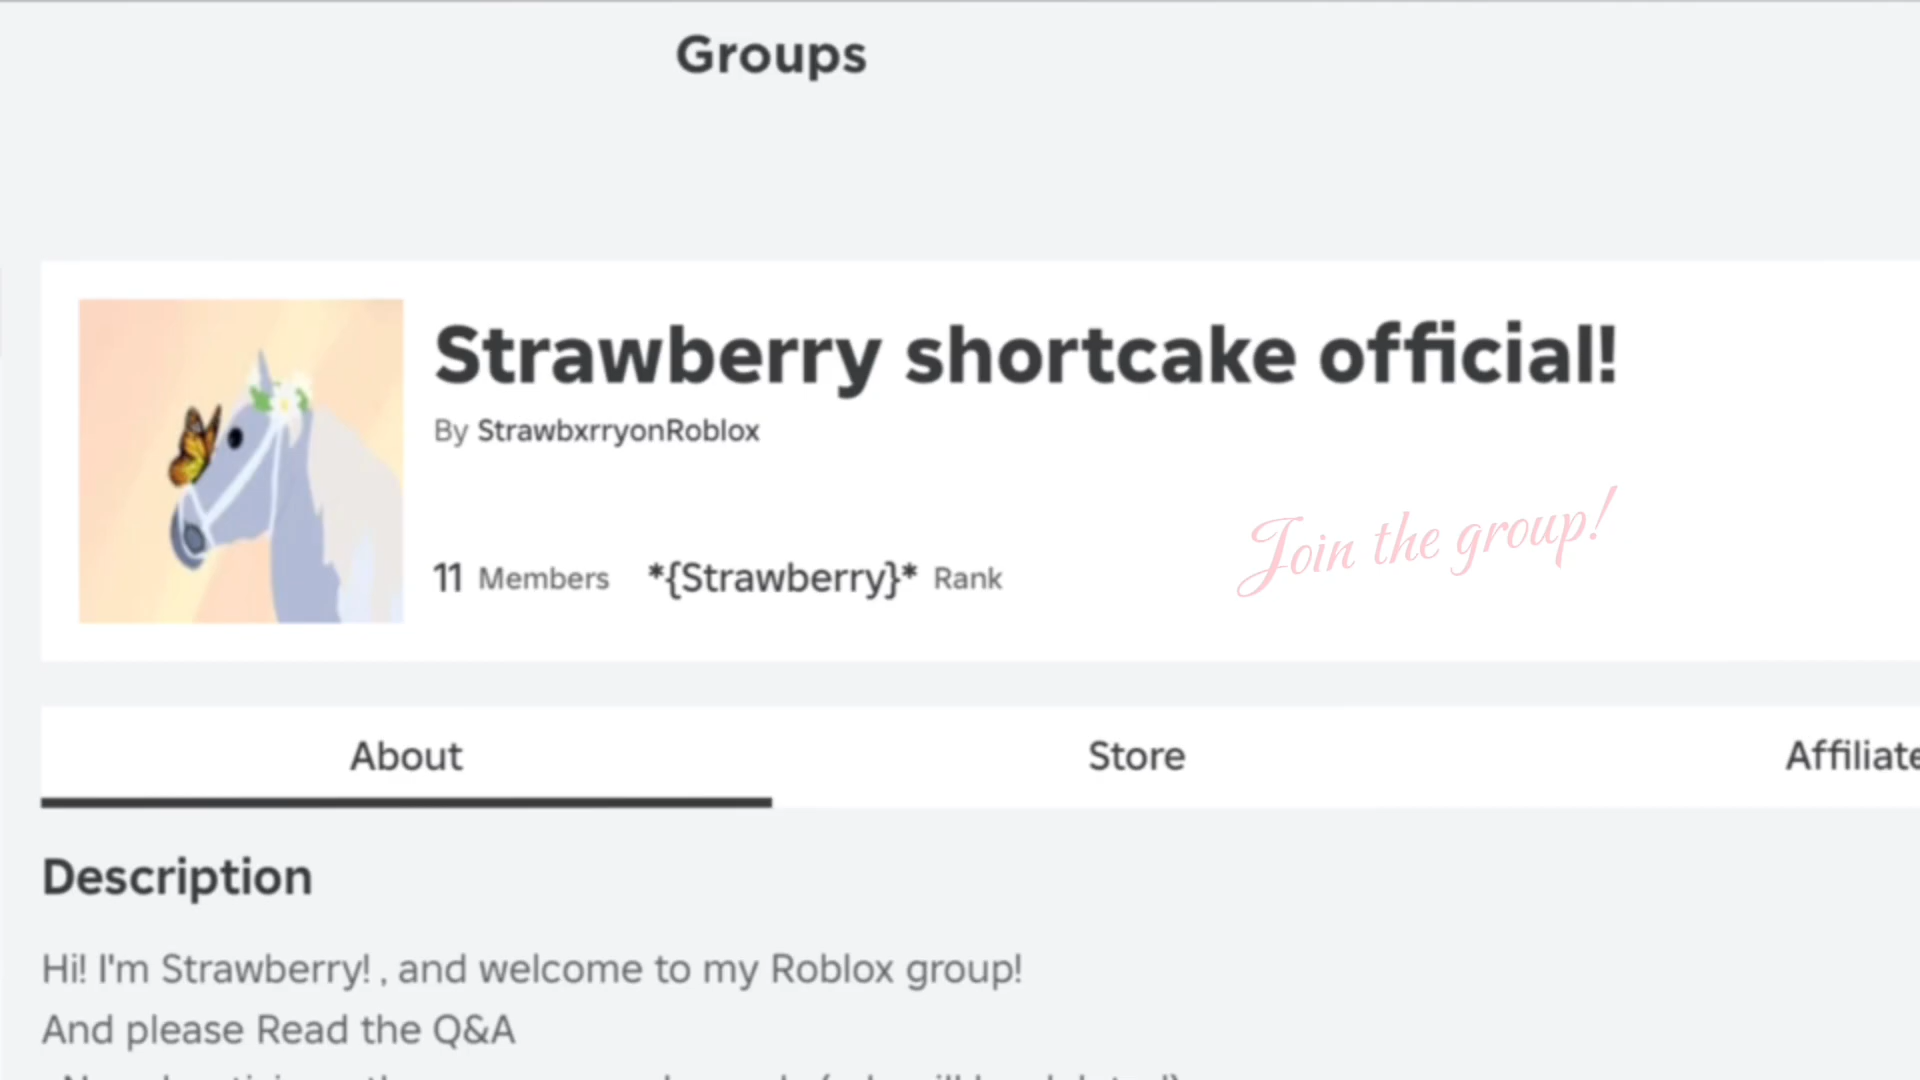 Groups
Strawberry shortcake official!
By StrawbxrryonRoblox
Join the group!
11 Members *{Strawberry}* Rank
About Store Affiliate
Description
Hi! I'm Strawberry! , and welcome to my Roblox group!
And please Read the Q&A